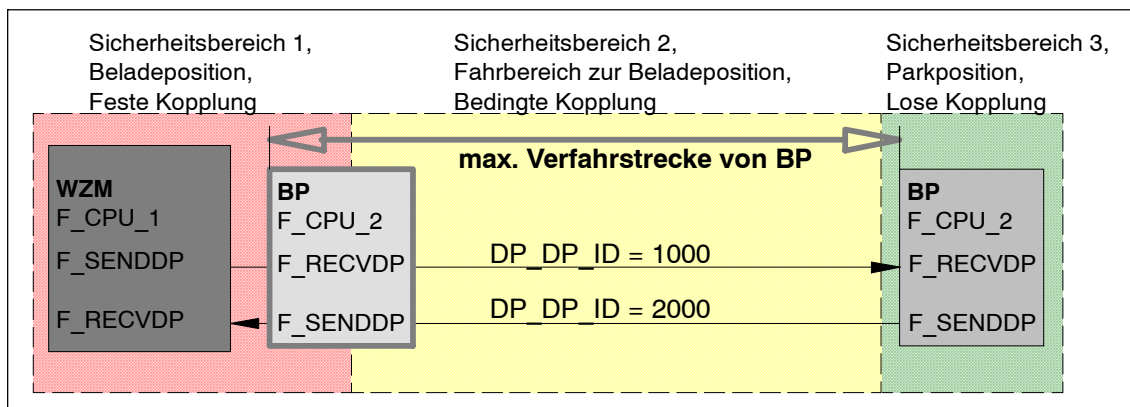 Sicherheitsbereich 1,
Beladeposition,
Feste Kopplung
Sicherheitsbereich 2,
Fahrbereich zur Beladeposition,
Bedingte Kopplung
Sicherheitsbereich 3,
Parkposition,
Lose Kopplung
max. Verfahrstrecke von BP
WZM
F_CPU_1
F_SENDDP
F_RECVDP
BP
F_CPU_2
F_RECVDP
F_SENDDP
DP_DP_ID = 1000
DP_DP_ID = 2000
BP
F_CPU_2
F_RECVDP
F_SENDDP